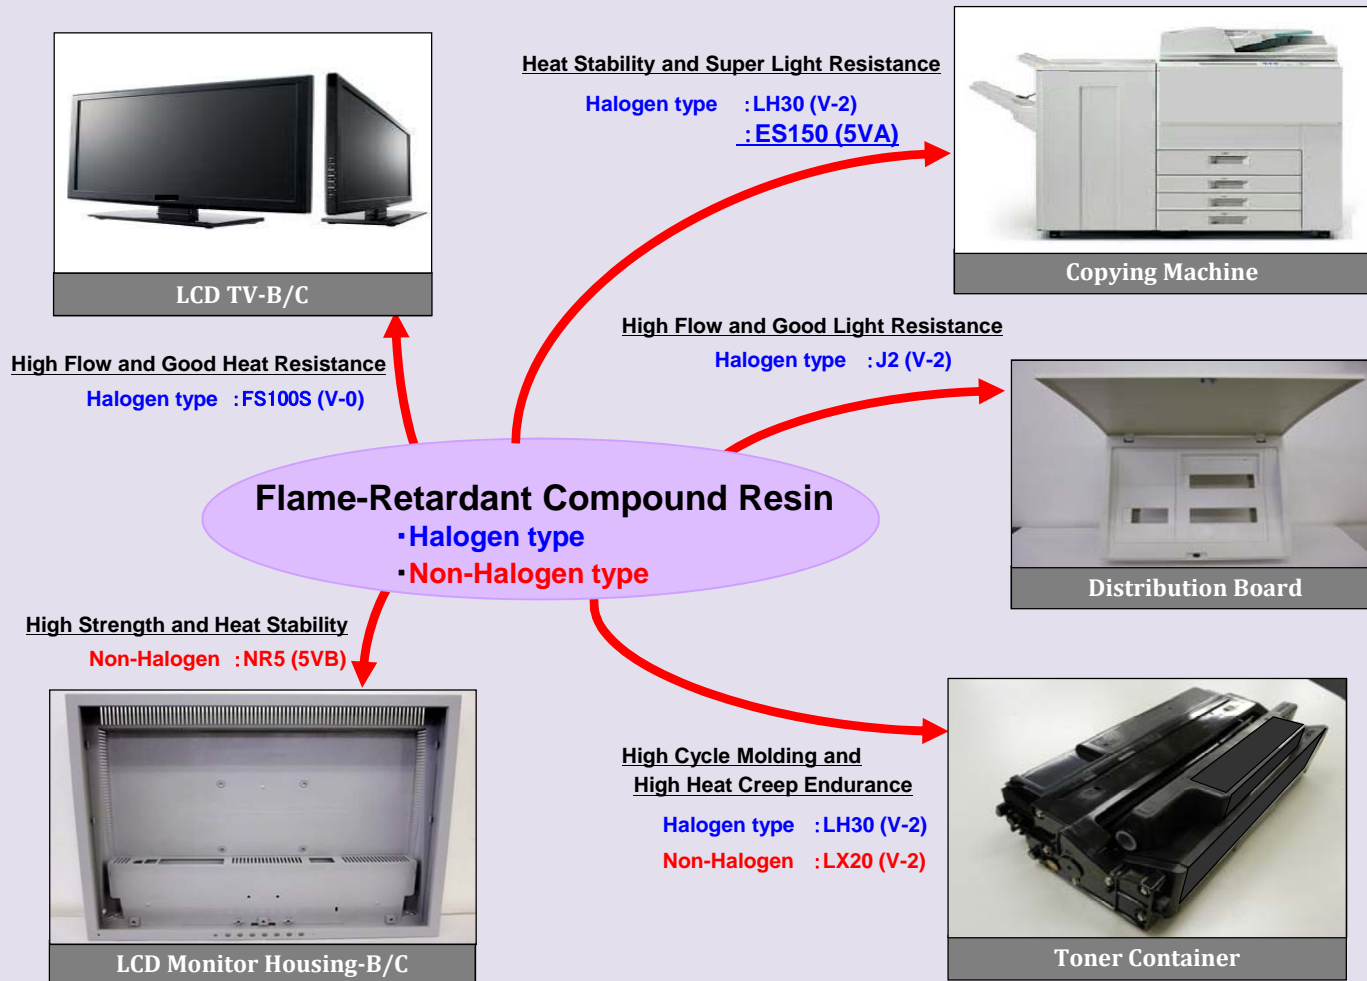 Heat Stability and Super Light Resistance
Halogen type :LH30 (V-2)
:ES150 (5VA)
Copying Machine
LCD TV-B/C
High Flow and Good Heat Resistance
Halogen type :FS100S (V-0)
High Flow and Good Light Resistance
Halogen type :J2 (V-2)
Distribution Board
Flame-Retardant Compound Resin
・Halogen type
・Non-Halogen type
High Strength and Heat Stability
Non-Halogen :NR5 (5VB)
LCD Monitor Housing-B/C
High Cycle Molding and
High Heat Creep Endurance
Halogen type :LH30 (V-2)
Non-Halogen :LX20 (V-2)
Toner Container